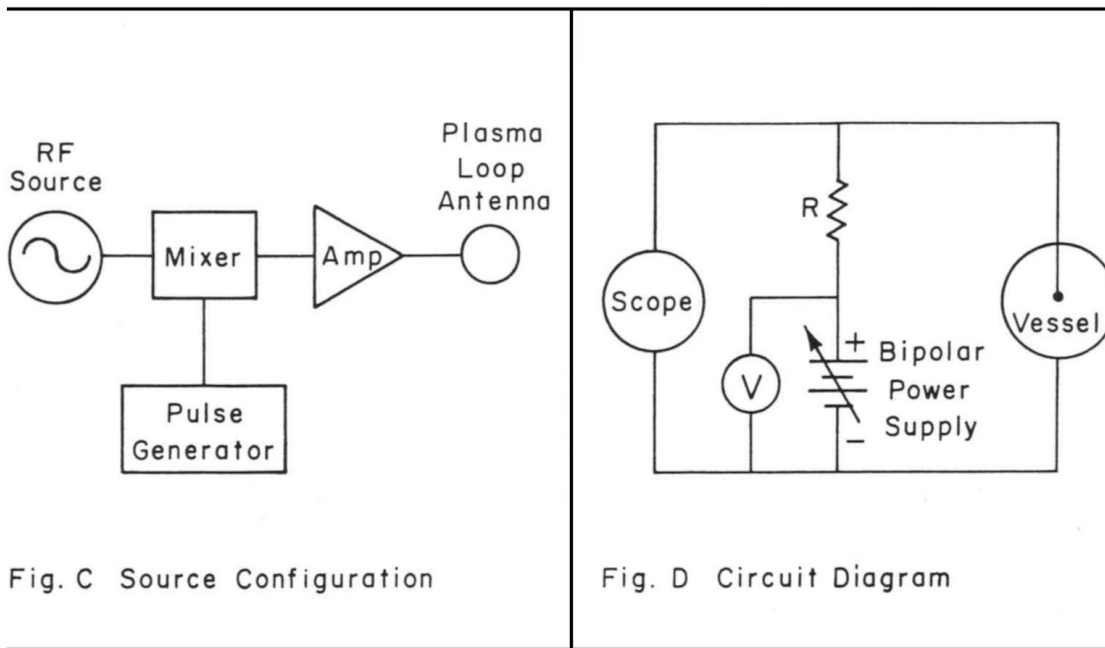 RF
Source
Mixer
Amp
Plasma
Loop
Antenna
Pulse
Generator
Fig. C Source Configuration
Scope
R
V
+
Bipolar
Power
Supply
–
Vessel
Fig. D Circuit Diagram